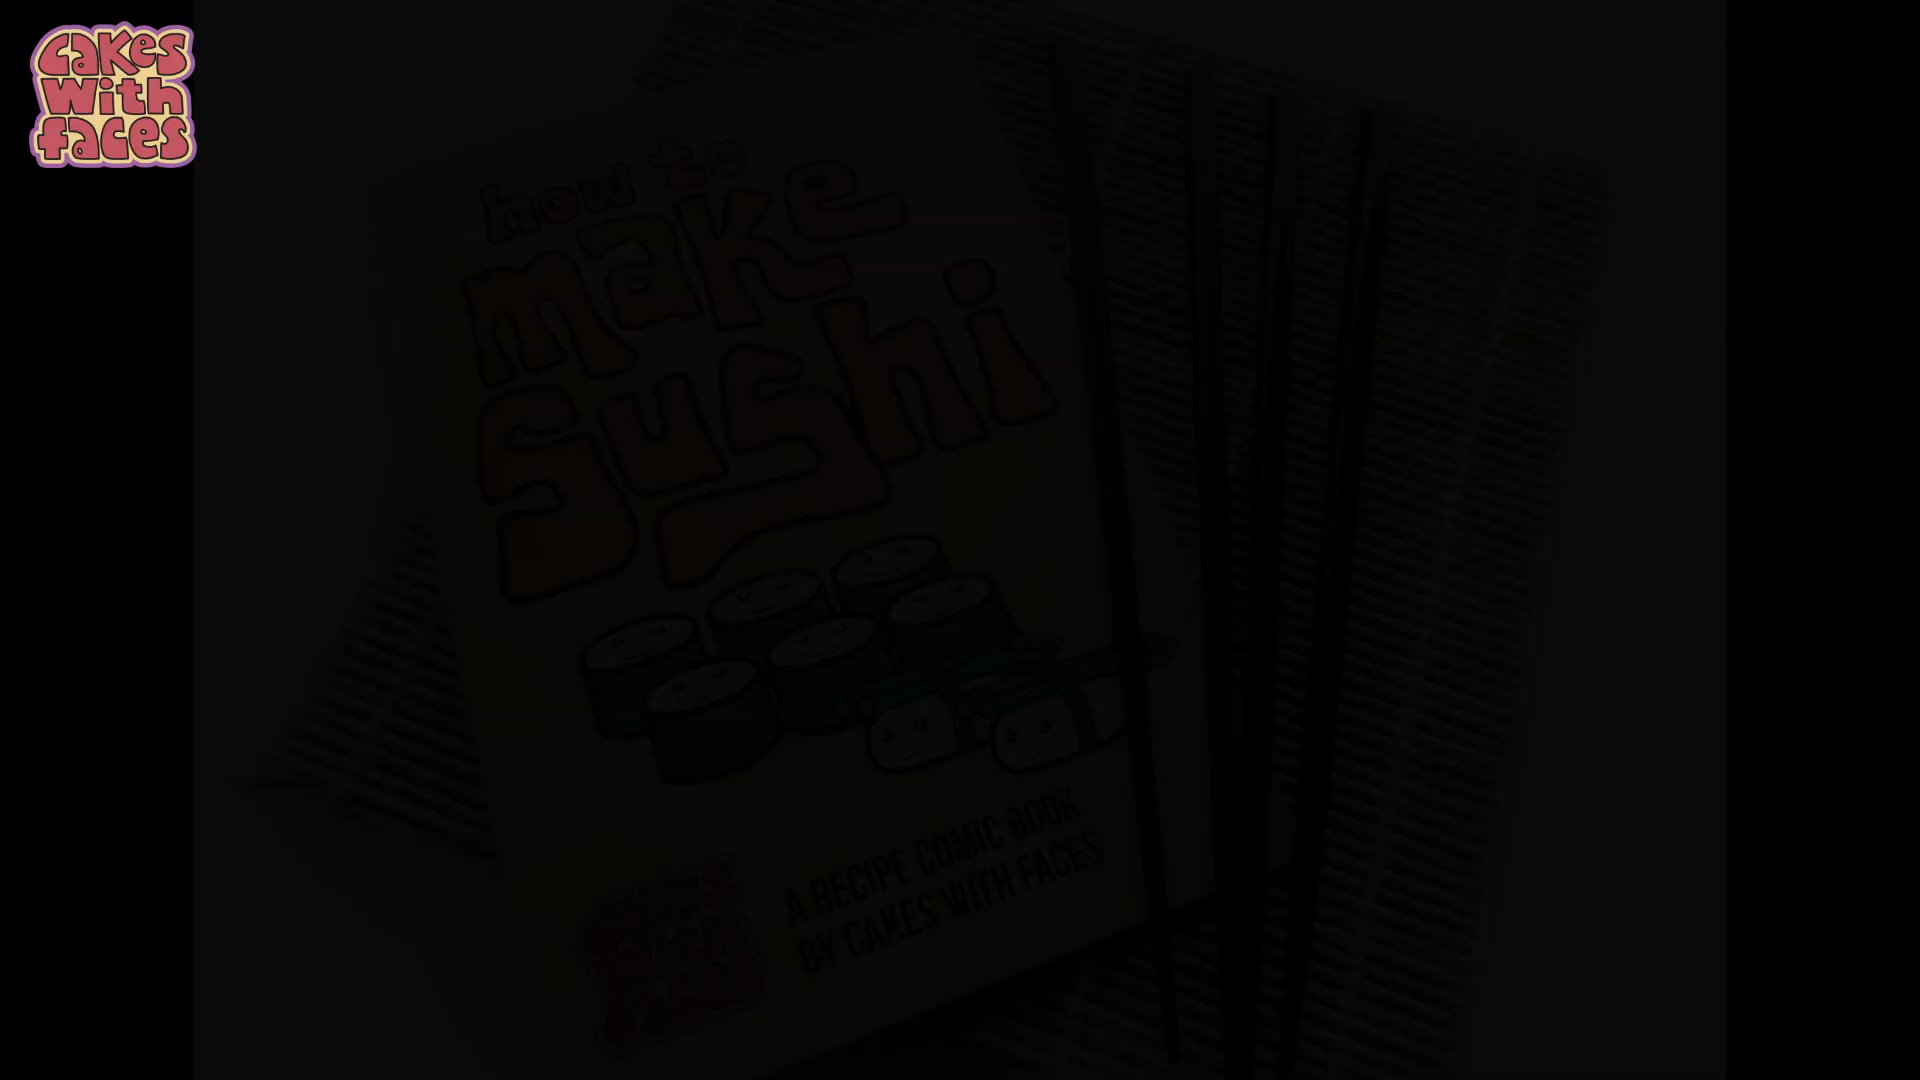 Cakes
With
faces
how to
make
sushi
A RECIPE COMIC BOOK
BY CAKES WITH FACES